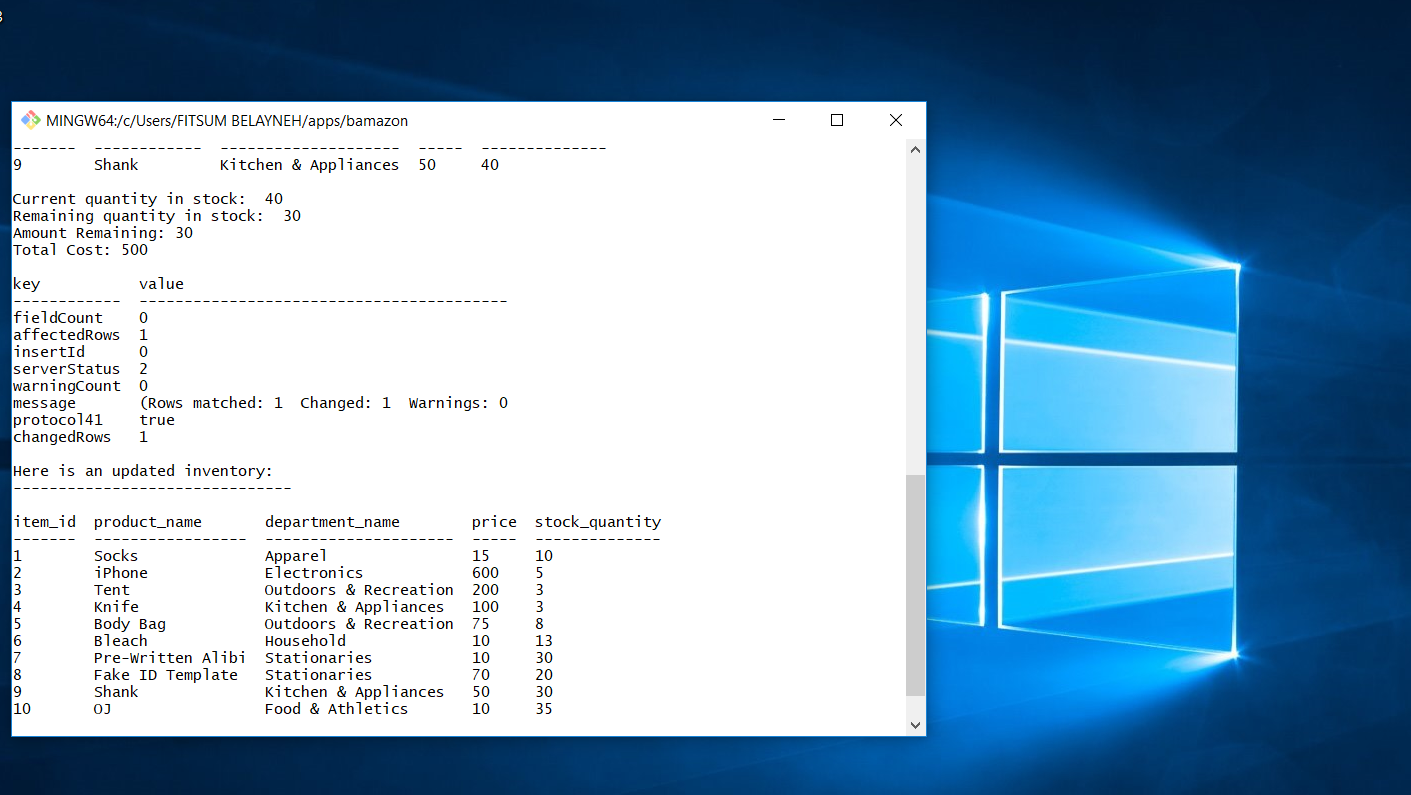 MINGW64:/c/Users/FITSUM BELAYNEH/apps/bamazon
-------  ------------  --------------------  -----  --------------
9        Shank         Kitchen & Appliances  50     40
Current quantity in stock:  40
Remaining quantity in stock:  30
Amount Remaining: 30
Total Cost: 500
key           value
------------  -----------------------------------------
fieldCount    0
affectedRows  1
insertId      0
serverStatus  2
warningCount  0
message       (Rows matched: 1  Changed: 1  Warnings: 0
protocol41    true
changedRows   1
Here is an updated inventory:
-------------------------------
item_id  product_name       department_name        price  stock_quantity
-------  -----------------  ---------------------  -----  --------------
1        Socks              Apparel                15     10
2        iPhone             Electronics            600    5
3        Tent               Outdoors & Recreation  200    3
4        Knife              Kitchen & Appliances   100    3
5        Body Bag           Outdoors & Recreation  75     8
6        Bleach             Household              10     13
7        Pre-Written Alibi  Stationaries           10     30
8        Fake ID Template   Stationaries           70     20
9        Shank              Kitchen & Appliances   50     30
10       OJ                 Food & Athletics       10     35